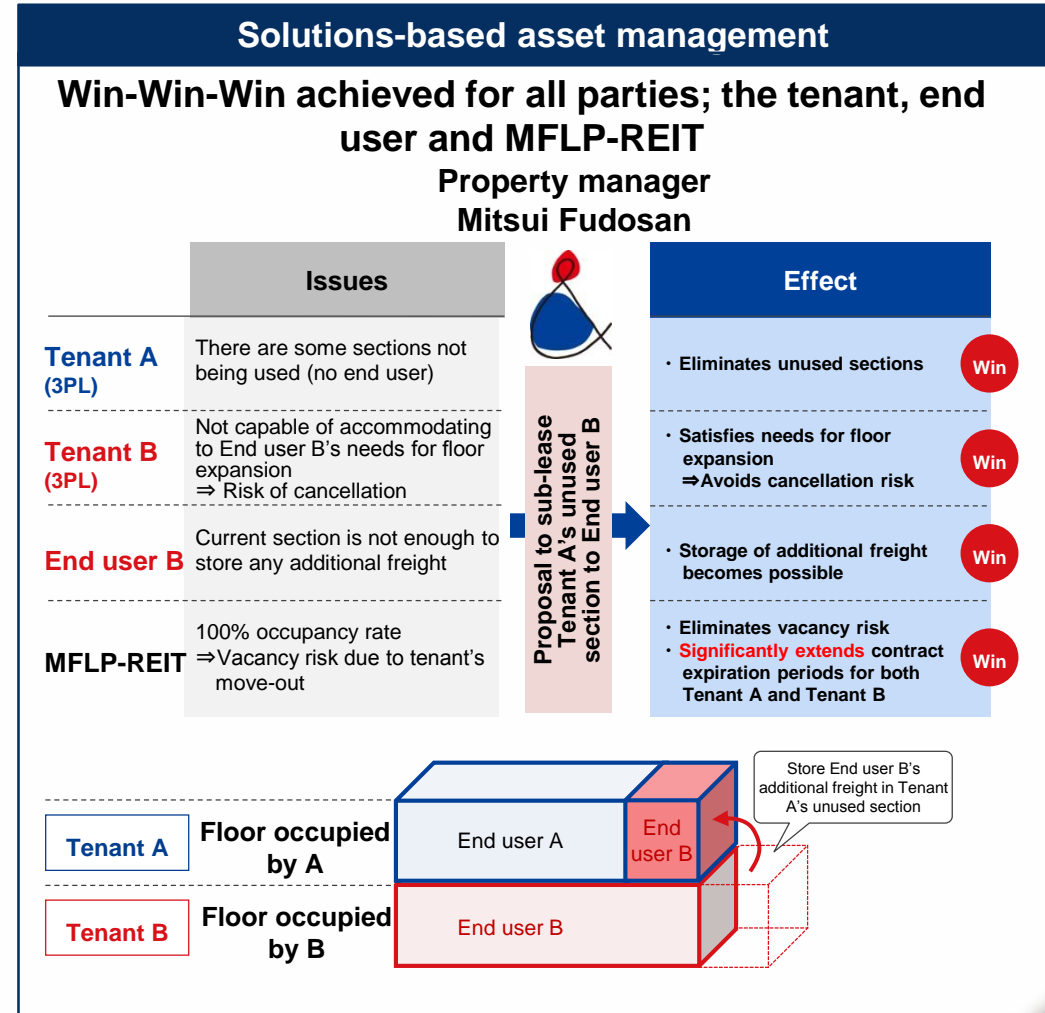 Solutions-based asset management
Win-Win-Win achieved for all parties; the tenant, end
user and MFLP-REIT
Property manager
Mitsui Fudosan
Issues
Effect
Tenant A
(3PL)
There are some sections not
being used (no end user)
・Eliminates unused sections
Win
Tenant B
(3PL)
Not capable of accommodating
to End user B's needs for floor
expansion
⇒ Risk of cancellation
・Satisfies needs for floor
expansion
⇒Avoids cancellation risk
Win
End user B
Current section is not enough to
store any additional freight
・Storage of additional freight
becomes possible
Win
MFLP-REIT
100% occupancy rate
⇒Vacancy risk due to tenant's
move-out
・Eliminates vacancy risk
・Significantly extends contract
expiration periods for both
Tenant A and Tenant B
Win
Proposal to sub-lease
Tenant A's unused
section to End user B
Store End user B's
additional freight in Tenant
A's unused section
Tenant A
Floor occupied
by A
End user A
End
user B
Tenant B
Floor occupied
by B
End user B